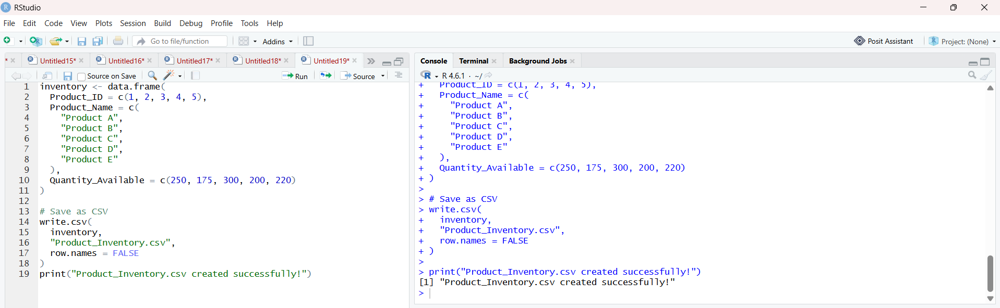 RStudio
File Edit Code View Plots Session Build Debug Profile Tools Help
Go to file/function Addins Posit Assistant Project: (None)
* Untitled15* Untitled16* Untitled17* Untitled18* Untitled19*
Source on Save Run Source
1 inventory <- data.frame(
2   Product_ID = c(1, 2, 3, 4, 5),
3   Product_Name = c(
4     "Product A",
5     "Product B",
6     "Product C",
7     "Product D",
8     "Product E"
9   ),
10   Quantity_Available = c(250, 175, 300, 200, 220)
11 )
12
13 # Save as CSV
14 write.csv(
15   inventory,
16   "Product_Inventory.csv",
17   row.names = FALSE
18 )
19 print("Product_Inventory.csv created successfully!")
Console Terminal Background Jobs
R 4.6.1 · ~/
+   Product_ID = c(1, 2, 3, 4, 5),
+   Product_Name = c(
+     "Product A",
+     "Product B",
+     "Product C",
+     "Product D",
+     "Product E"
+   ),
+   Quantity_Available = c(250, 175, 300, 200, 220)
+ )
>
> # Save as CSV
> write.csv(
+   inventory,
+   "Product_Inventory.csv",
+   row.names = FALSE
+ )
>
> print("Product_Inventory.csv created successfully!")
[1] "Product_Inventory.csv created successfully!"
>